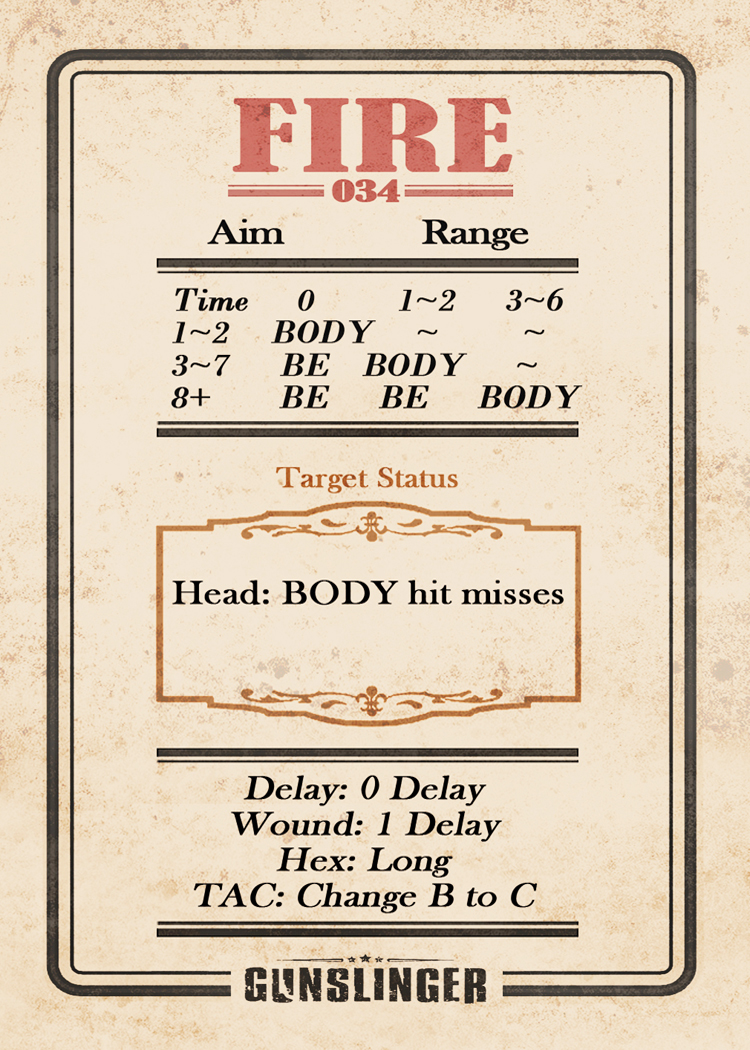 FIRE
034
Aim Range
Time 0 1~2 3~6
1~2 BODY ~ ~
3~7 BE BODY ~
8+ BE BE BODY
Target Status
Head: BODY hit misses
Delay: 0 Delay
Wound: 1 Delay
Hex: Long
TAC: Change B to C
GUNSLINGER